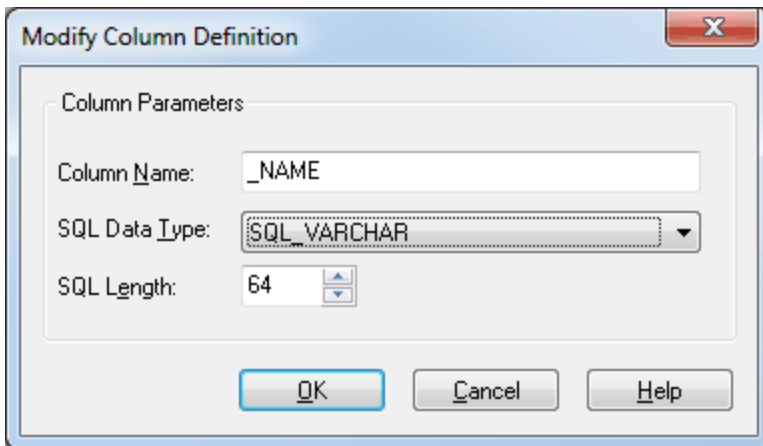 Modify Column Definition
Column Parameters
Column Name: _NAME
SQL Data Type: SQL_VARCHAR
SQL Length: 64
OK Cancel Help